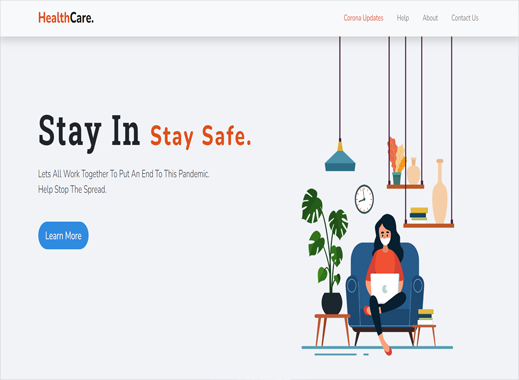 HealthCare.
Corona Updates Help About Contact Us
Stay In Stay Safe.
Lets All Work Together To Put An End To This Pandemic.
Help Stop The Spread.
Learn More